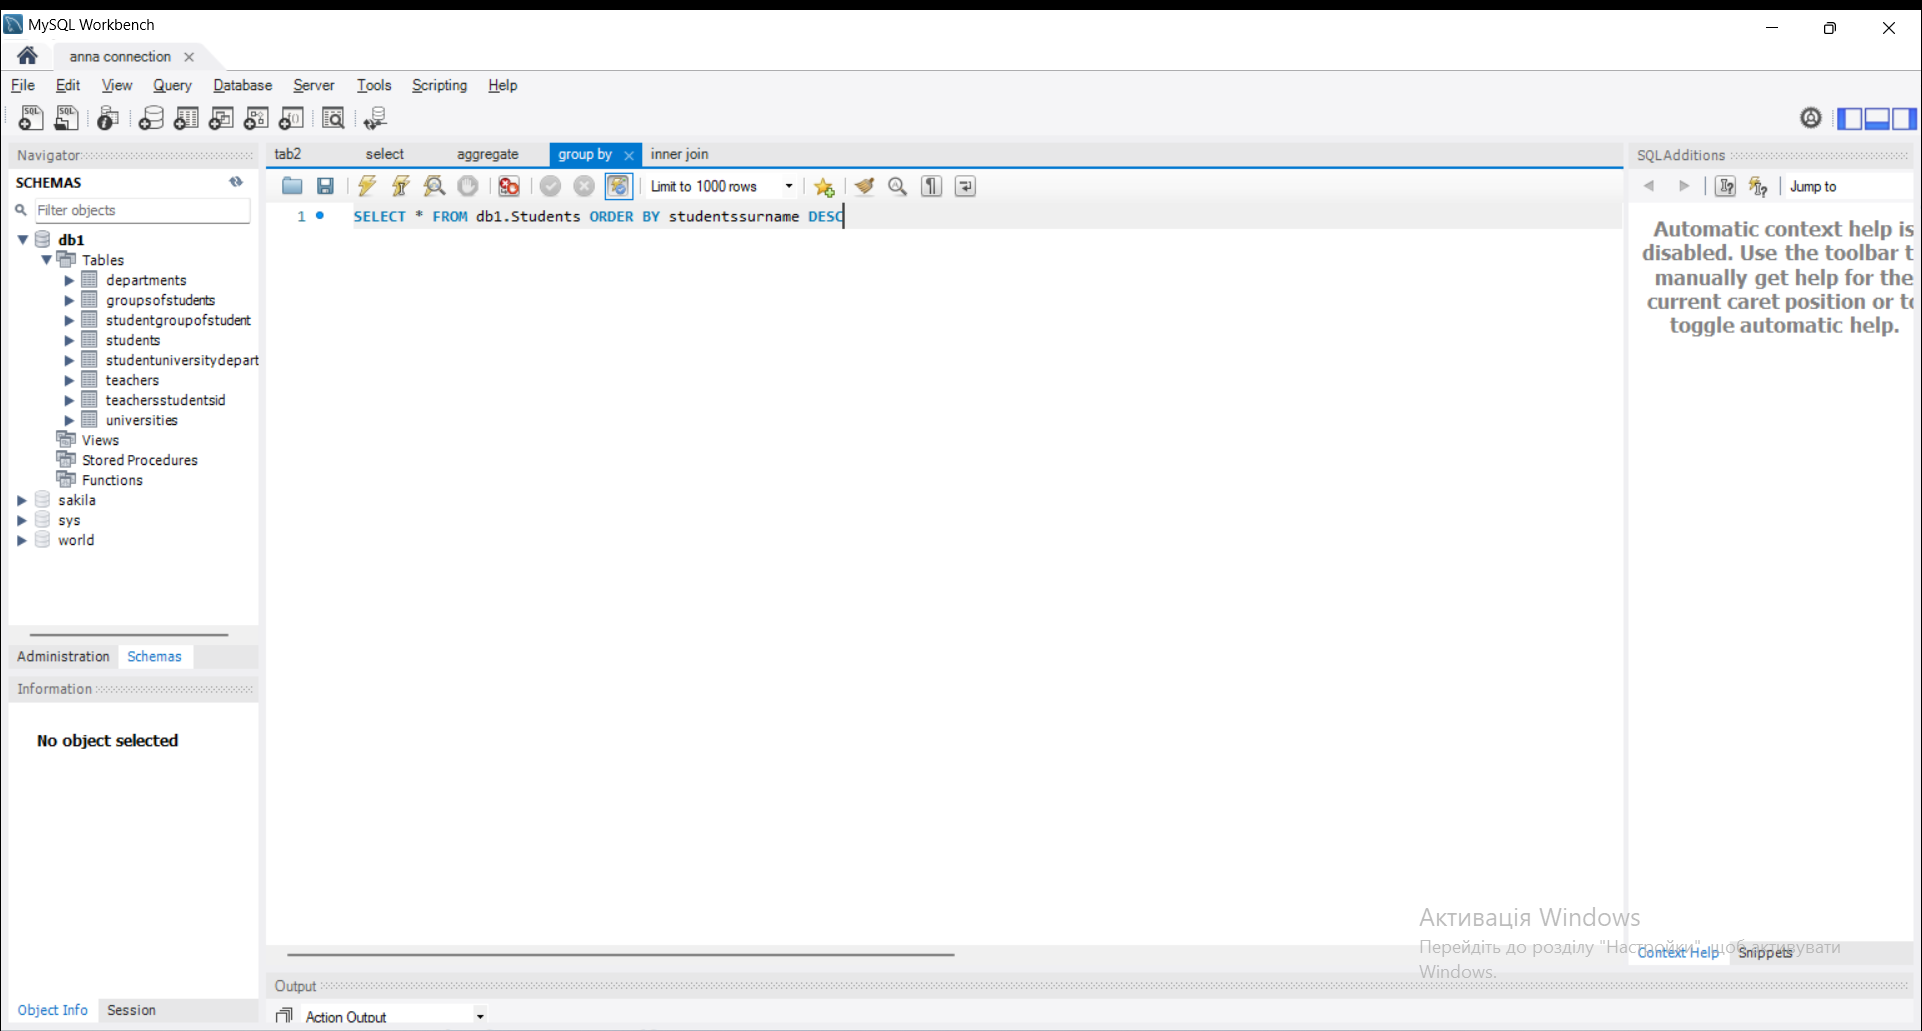 MySQL Workbench
anna connection
File Edit View Query Database Server Tools Scripting Help
Navigator
SCHEMAS
Filter objects
db1
Tables
departments
groupsofstudents
studentgroupofstudent
students
studentuniversitydepart
teachers
teachersstudentsid
universities
Views
Stored Procedures
Functions
sakila
sys
world
Administration Schemas
Information
No object selected
Object Info Session
tab2 select aggregate group by inner join
Limit to 1000 rows
1 SELECT * FROM db1.Students ORDER BY studentssurname DESC
Output
Action Output
SQLAdditions
Jump to
Automatic context help is
disabled. Use the toolbar t
manually get help for the
current caret position or to
toggle automatic help.
Context Help Snippets
Активація Windows
Перейдіть до розділу "Настройки", щоб активувати
Windows.